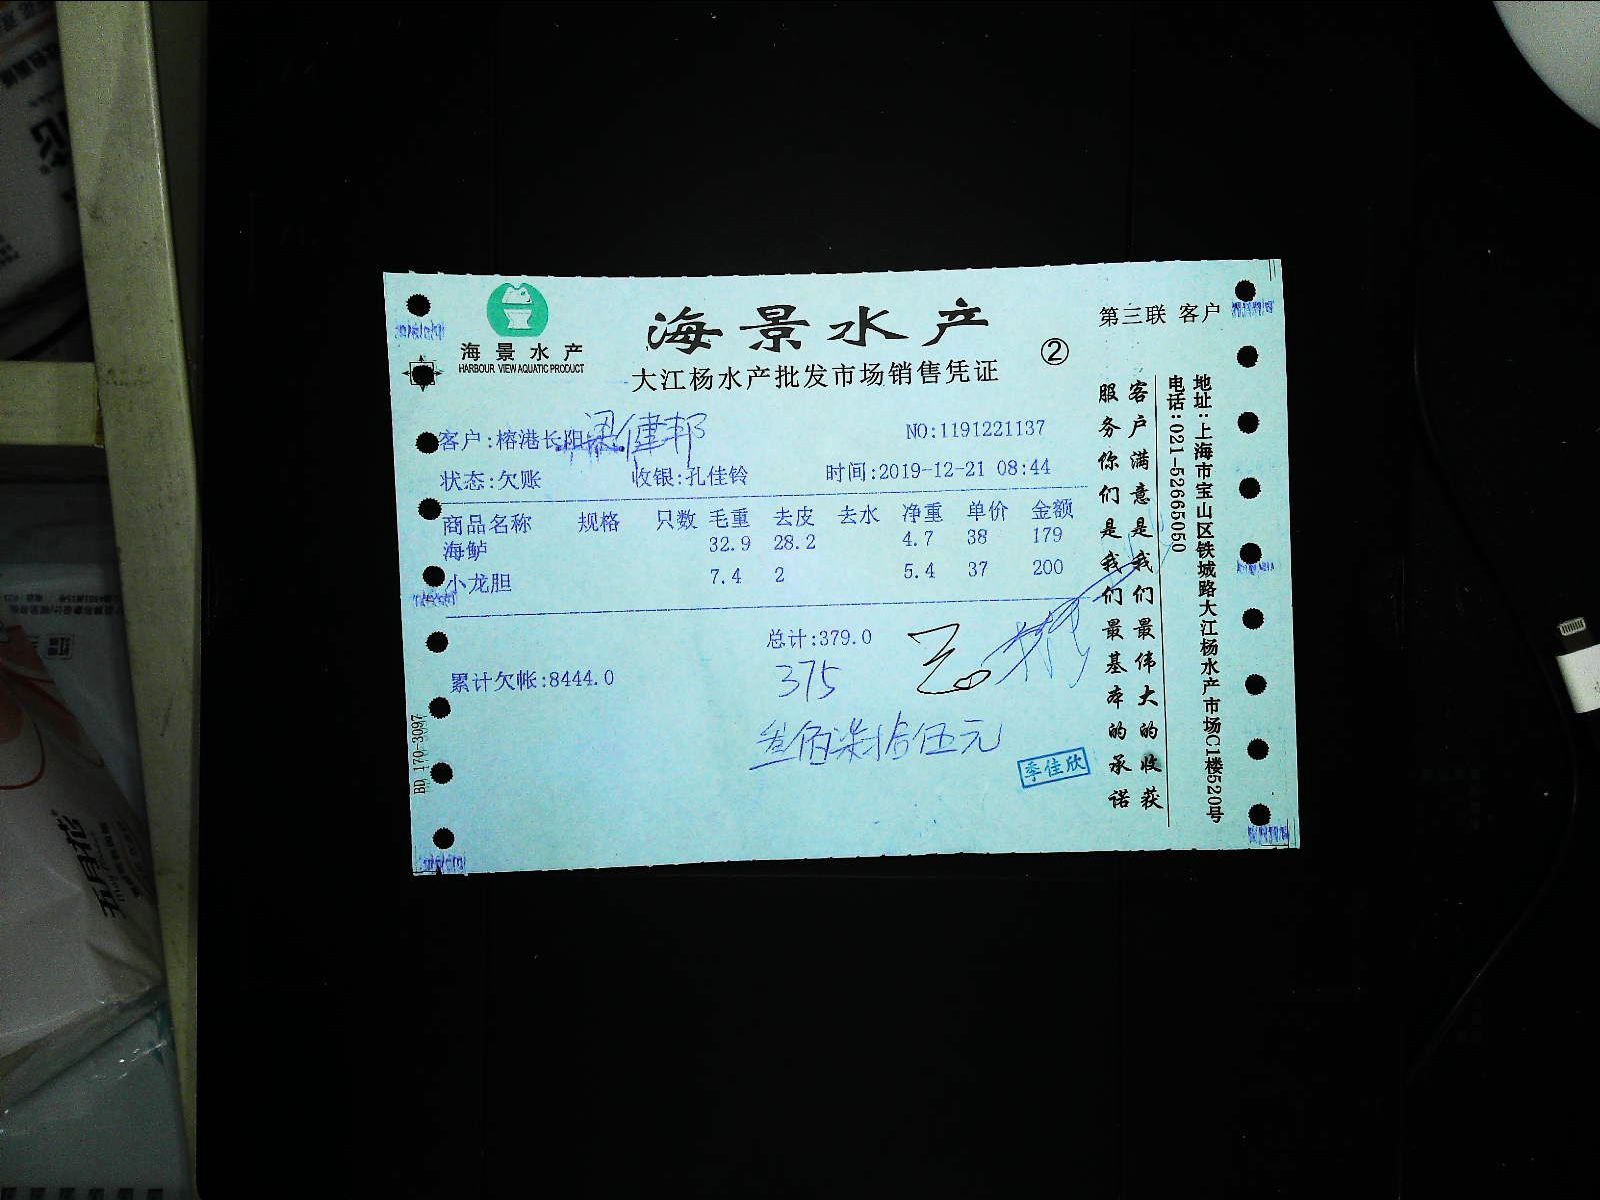 海景水产
HARBOUR VIEW AQUATIC PRODUCT
海景水产
大江杨水产批发市场销售凭证
②
第三联 客户
客户:榕港长阳 梁健邦
NO:1191221137
状态:欠账 收银:孔佳铃 时间:2019-12-21 08:44
商品名称 规格 只数 毛重 去皮 去水 净重 单价 金额
海鲈 32.9 28.2 4.7 38 179
小龙胆 7.4 2 5.4 37 200
总计:379.0
累计欠帐:8444.0
375
叁佰柒拾伍元
季佳欣
客户满意是我们最伟大的收获
服务你们是我们最基本的承诺
地址:上海市宝山区铁城路大江杨水产市场C1楼520号
电话:021-52665050
BD 170-3097